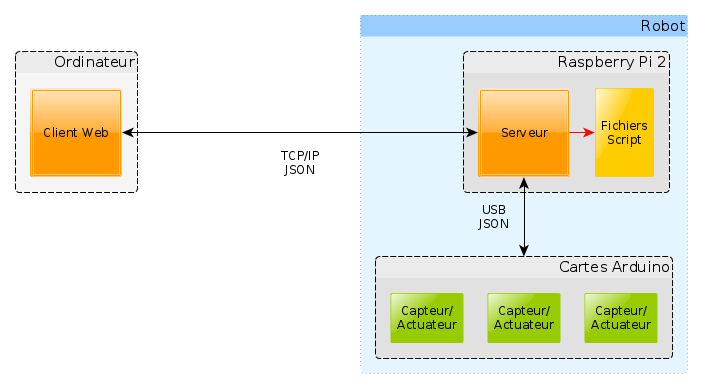 Robot
Ordinateur
Raspberry Pi 2
Client Web
Serveur
Fichiers
Script
TCP/IP
JSON
USB
JSON
Cartes Arduino
Capteur/
Actuateur
Capteur/
Actuateur
Capteur/
Actuateur